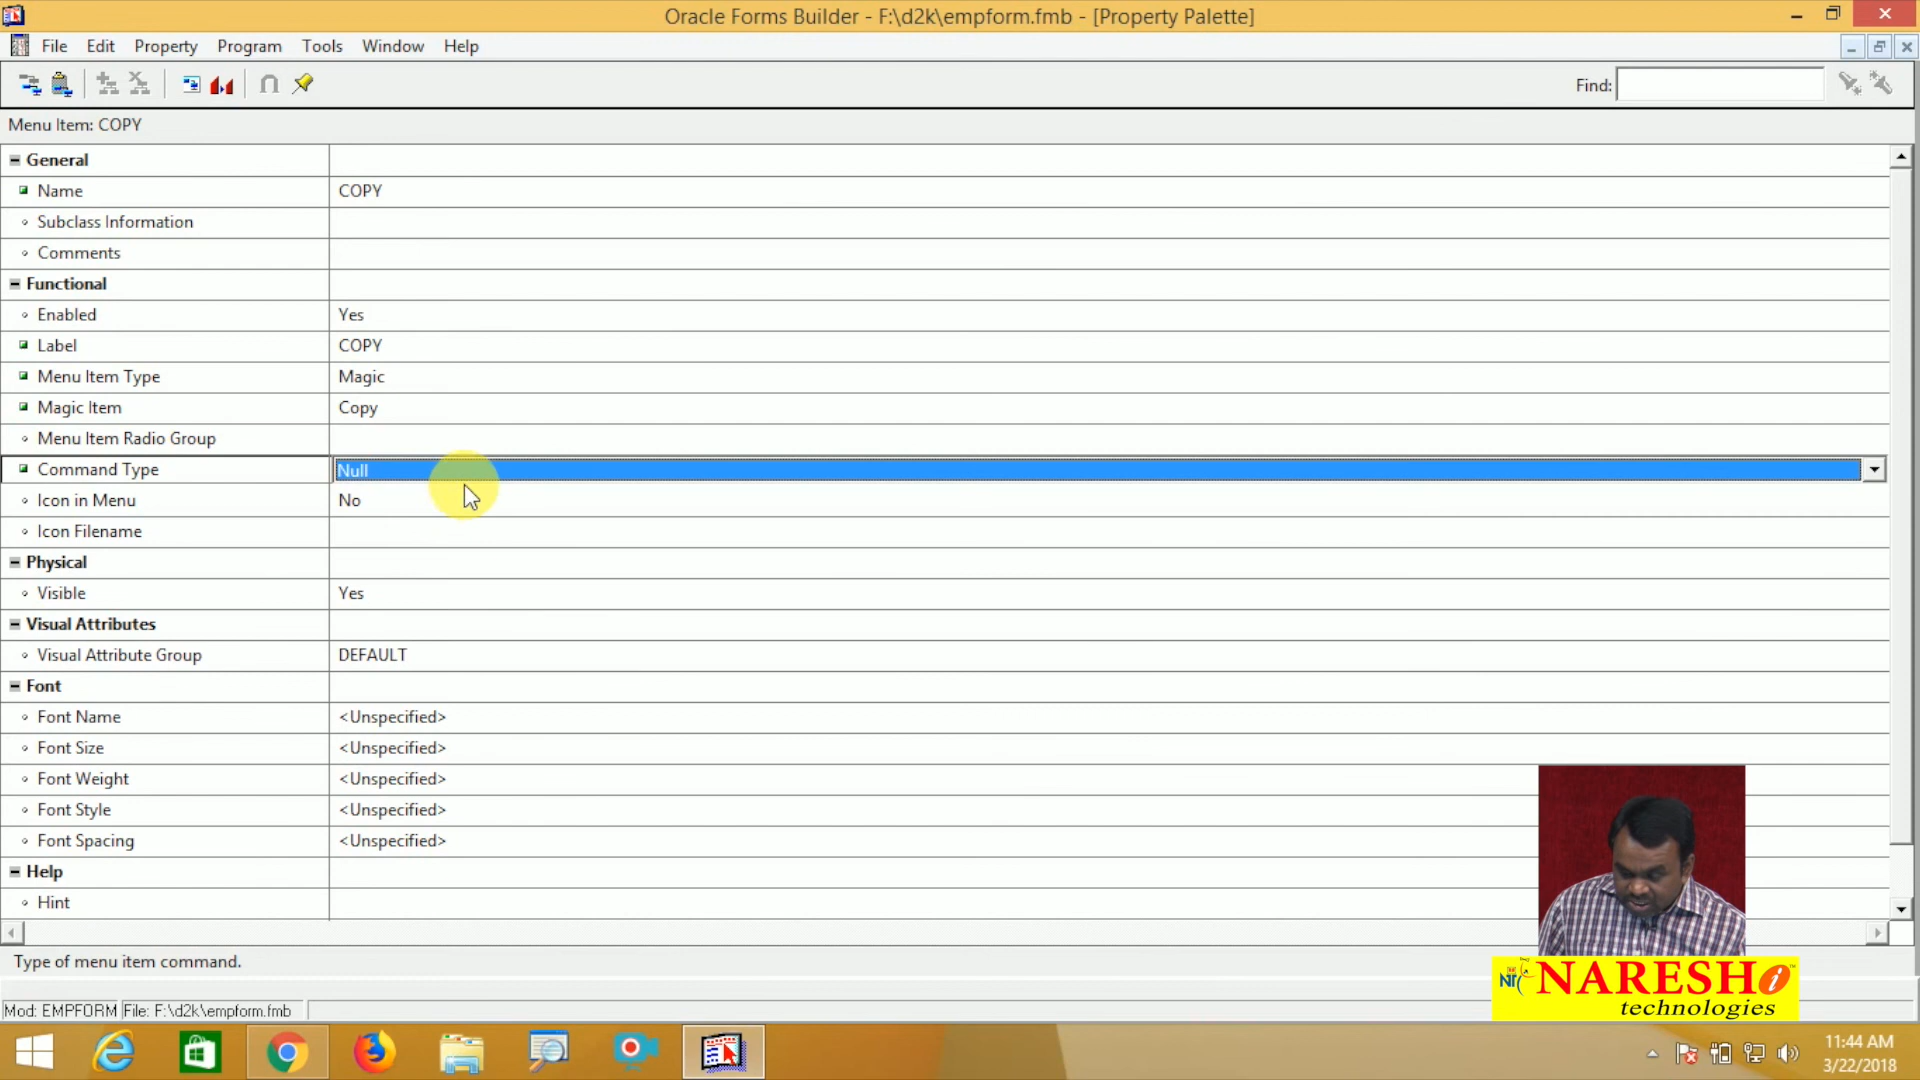 Oracle Forms Builder - F:\d2k\empform.fmb - [Property Palette]
File Edit Property Program Tools Window Help
Find:
Menu Item: COPY
General
Name COPY
Subclass Information
Comments
Functional
Enabled Yes
Label COPY
Menu Item Type Magic
Magic Item Copy
Menu Item Radio Group
Command Type Null
Icon in Menu No
Icon Filename
Physical
Visible Yes
Visual Attributes
Visual Attribute Group DEFAULT
Font
Font Name <Unspecified>
Font Size <Unspecified>
Font Weight <Unspecified>
Font Style <Unspecified>
Font Spacing <Unspecified>
Help
Hint
Type of menu item command.
NARESH i
technologies
Mod: EMPFORM File: F:\d2k\empform.fmb
11:44 AM
3/22/2018